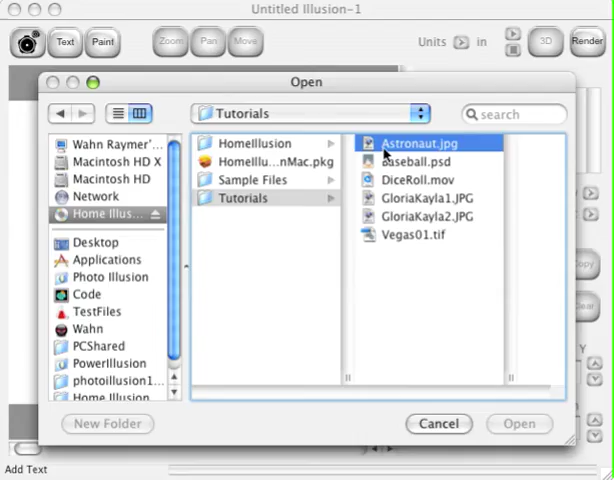 Untitled Illusion-1
Text Paint Zoom Pan Move Units in 3D Render
Open
Tutorials search
Wahn Raymer'...
Macintosh HD X
Macintosh HD
Network
Home Illus...
Desktop
Applications
Photo Illusion
Code
TestFiles
Wahn
PCShared
PowerIllusion
photoillusion1...
Home Illusion
HomeIllusion
HomeIllu...nMac.pkg
Sample Files
Tutorials
Astronaut.jpg
Baseball.psd
DiceRoll.mov
GloriaKayla1.JPG
GloriaKayla2.JPG
Vegas01.tif
Y
New Folder Cancel Open
Add Text